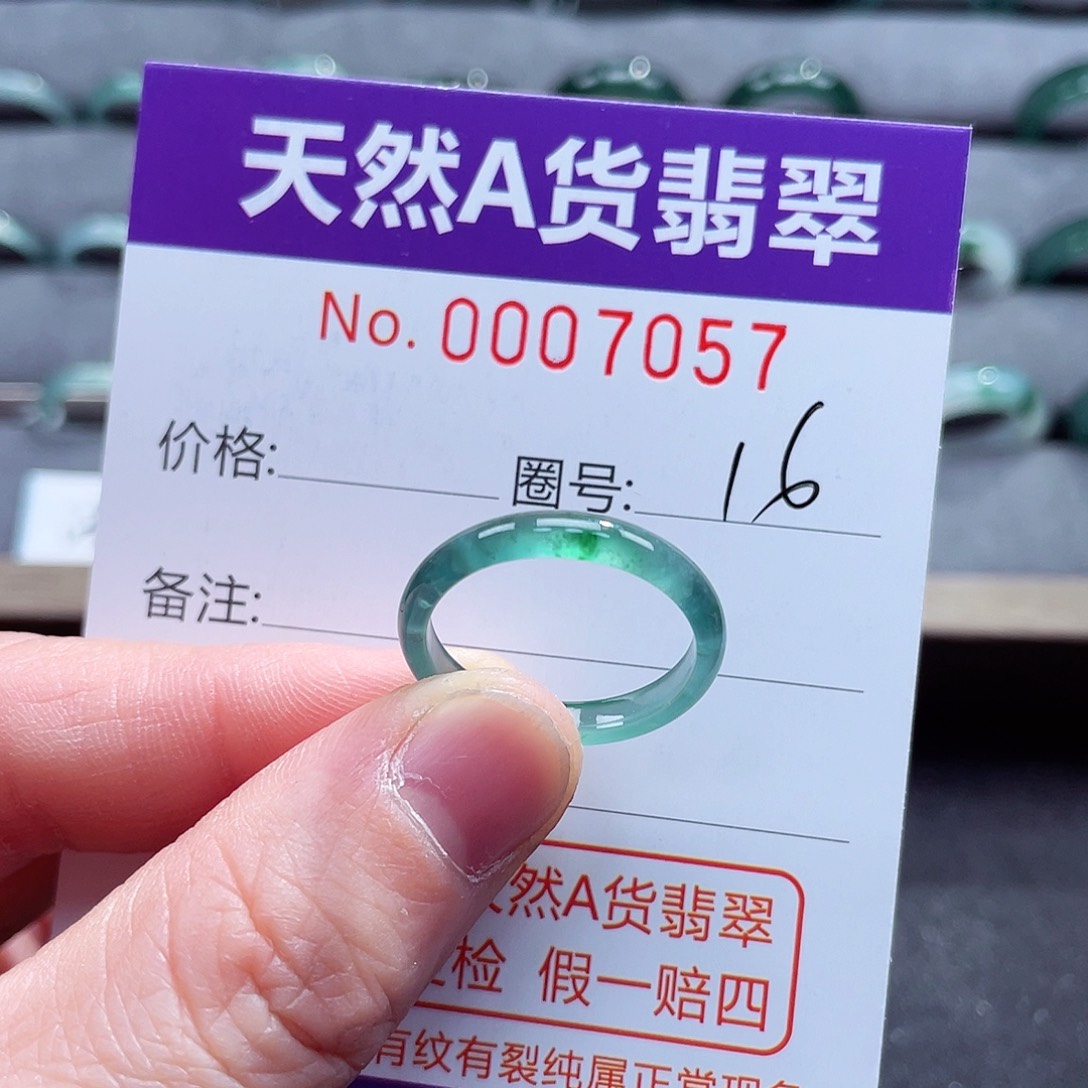 天然A货翡翠
No. 0007057
价格: 圈号: 16
备注:
然A货翡翠
检 假一赔四
有纹有裂纯属正常现